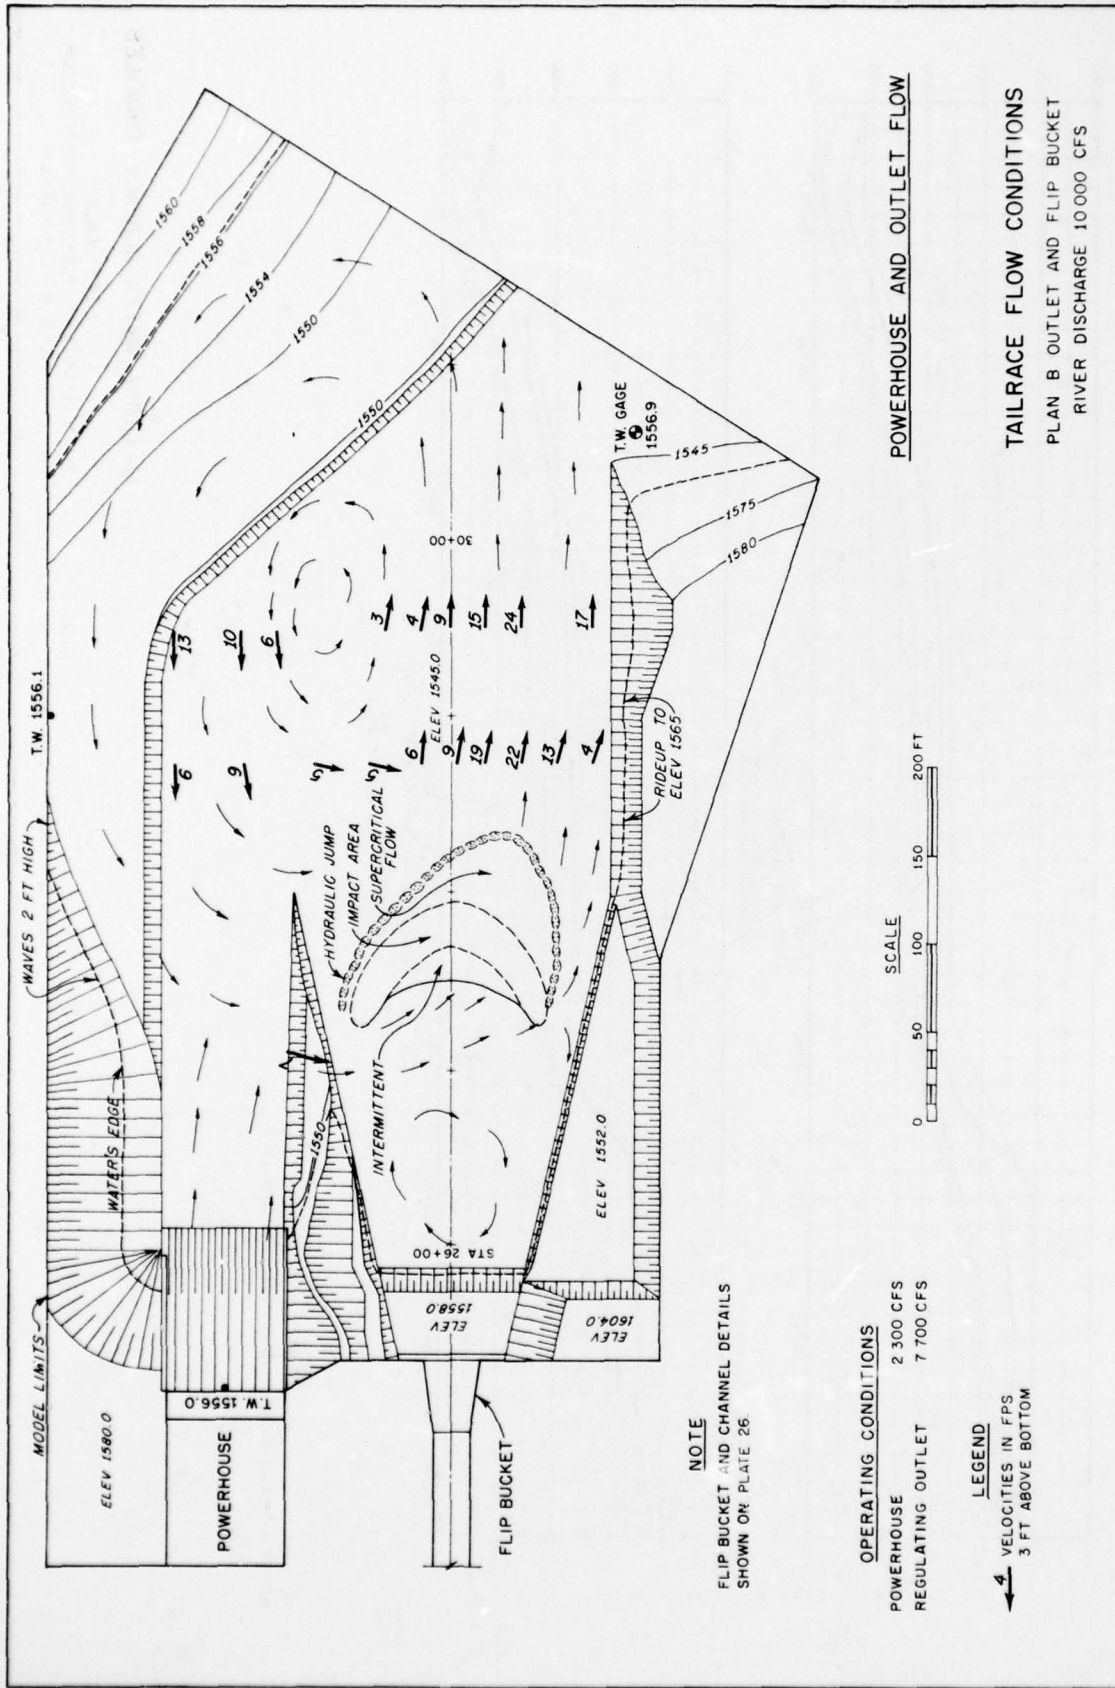 MODEL LIMITS
WAVES 2 FT HIGH
T.W. 1556.1
ELEV 1580.0
WATER'S EDGE
1560
1558
1556
1554
1550
POWERHOUSE
T.W. 1556.0
13
10
6
6
9
5
5
1550
1550
HYDRAULIC JUMP
IMPACT AREA
SUPERCRITICAL
FLOW
INTERMITTENT
3
4
9
15
24
17
6
9
19
22
13
4
ELEV 1545.0
30+00
STA 26+00
ELEV
1558.0
ELEV
1604.0
ELEV 1552.0
FLIP BUCKET
RIDEUP TO
ELEV 1565
T.W. GAGE
1556.9
1545
1575
1580
NOTE
FLIP BUCKET AND CHANNEL DETAILS
SHOWN ON PLATE 26.
SCALE
0 50 100 150 200 FT
OPERATING CONDITIONS
POWERHOUSE 2 300 CFS
REGULATING OUTLET 7 700 CFS
LEGEND
4 VELOCITIES IN FPS
3 FT ABOVE BOTTOM
POWERHOUSE AND OUTLET FLOW
TAILRACE FLOW CONDITIONS
PLAN B OUTLET AND FLIP BUCKET
RIVER DISCHARGE 10 000 CFS